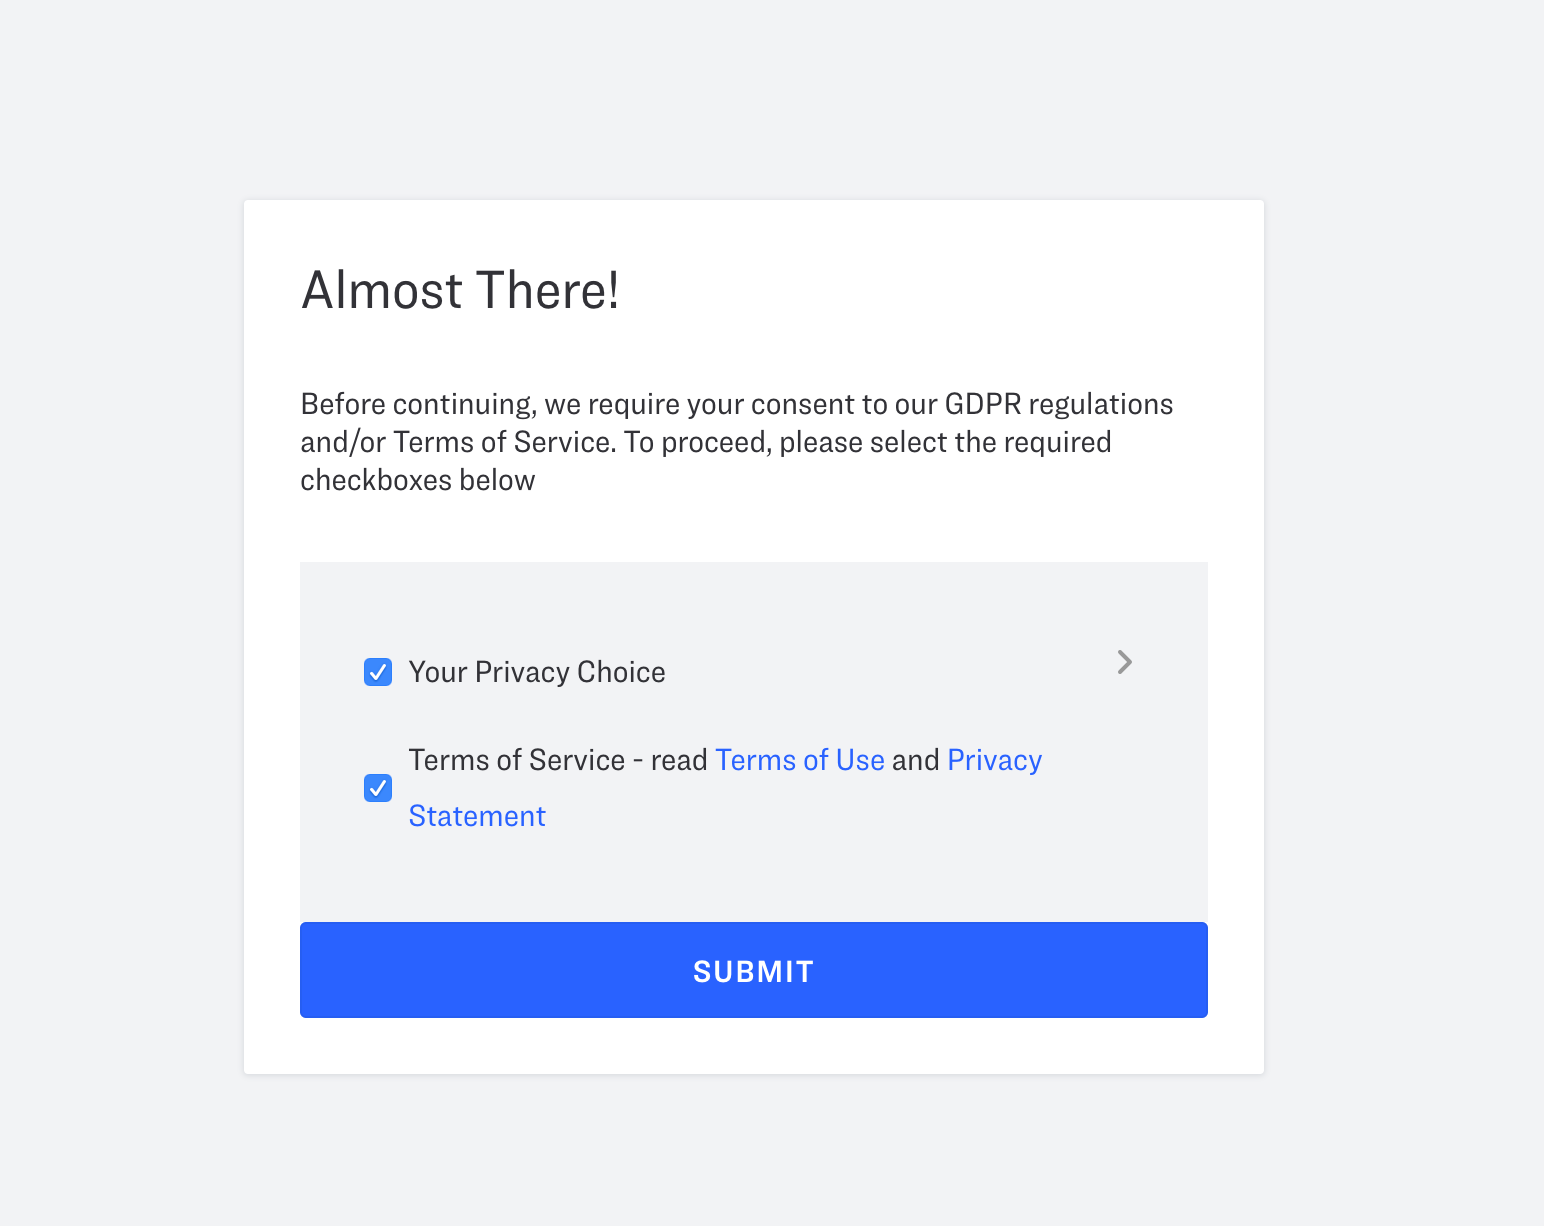 Almost There!
Before continuing, we require your consent to our GDPR regulations
and/or Terms of Service. To proceed, please select the required
checkboxes below
Your Privacy Choice
Terms of Service - read Terms of Use and Privacy
Statement
SUBMIT